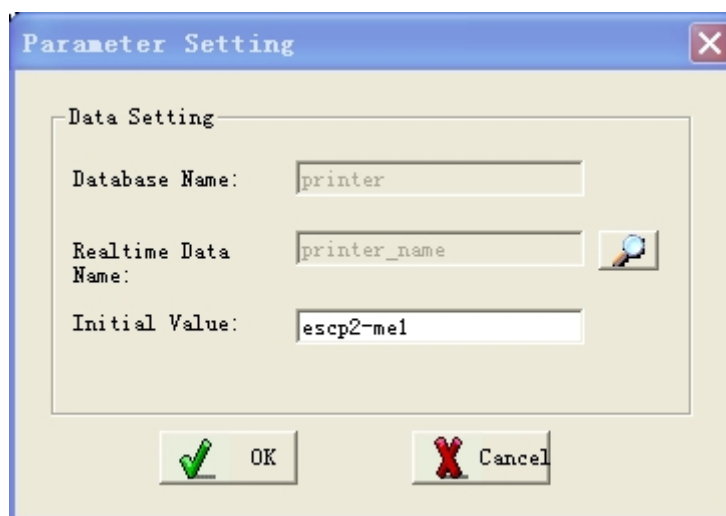 Parameter Setting
Data Setting
Database Name:
printer
Realtime Data
Name:
printer_name
Initial Value:
escp2-me1
OK
Cancel